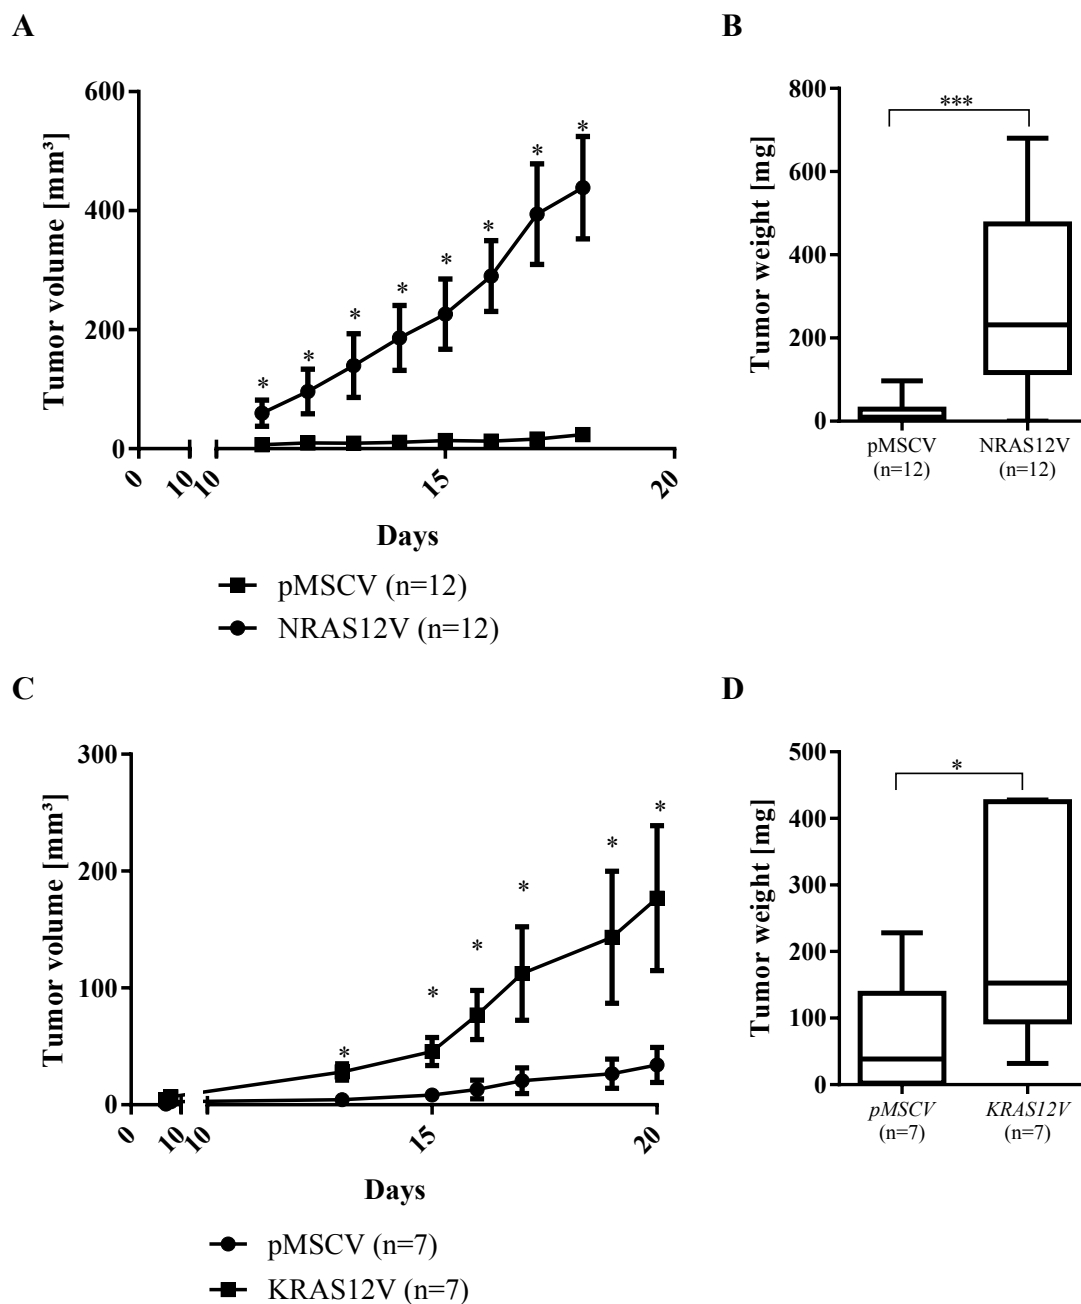 A
B
600
400
200
0
Tumor volume [mm³]
* * * * * * * *
0 10 10 15 20
Days
pMSCV (n=12)
NRAS12V (n=12)
800
600
400
200
0
Tumor weight [mg]
***
pMSCV NRAS12V
(n=12) (n=12)
C
D
300
200
100
0
Tumor volume [mm³]
* * * * * *
0 10 10 15 20
Days
pMSCV (n=7)
KRAS12V (n=7)
500
400
300
200
100
0
Tumor weight [mg]
*
pMSCV KRAS12V
(n=7) (n=7)